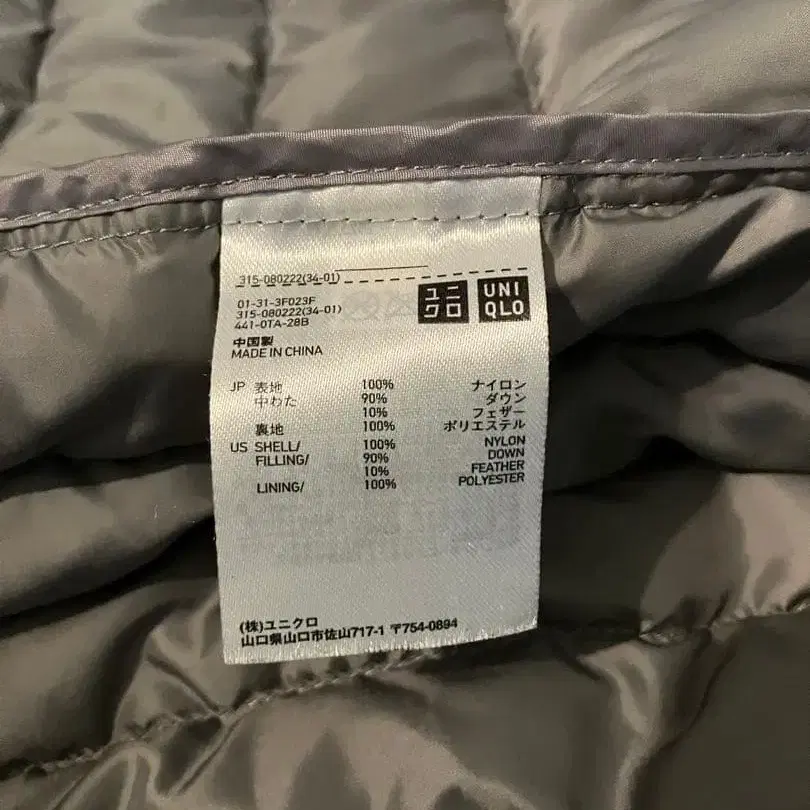 315-080222(34-01)
01-31-3F023F
315-080222(34-01)
441-0TA-28B
ユニ
クロ
UNI
QLO
中国製
MADE IN CHINA
JP 表地 100% ナイロン
中わた 90% ダウン
10% フェザー
裏地 100% ポリエステル
US SHELL/ 100% NYLON
FILLING/ 90% DOWN
10% FEATHER
LINING/ 100% POLYESTER
(株)ユニクロ
山口県山口市佐山717-1 〒754-0894